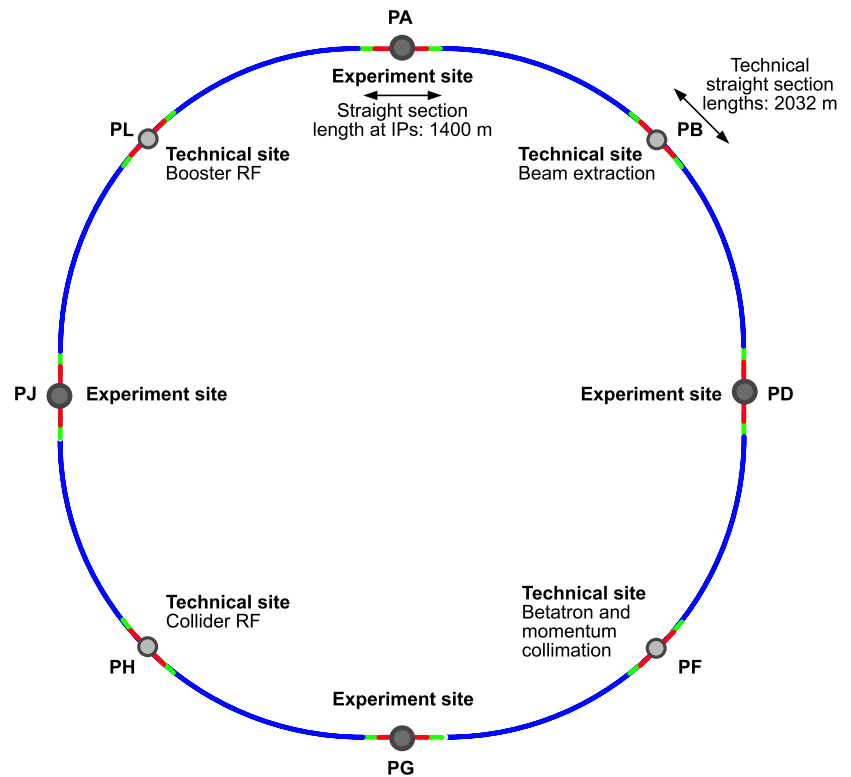 PA
Experiment site
Straight section
length at IPs: 1400 m
Technical
straight section
lengths: 2032 m
PL
Technical site
Booster RF
PB
Technical site
Beam extraction
PJ
Experiment site
Experiment site
PD
Technical site
Collider RF
PH
Technical site
Betatron and
momentum
collimation
PF
Experiment site
PG